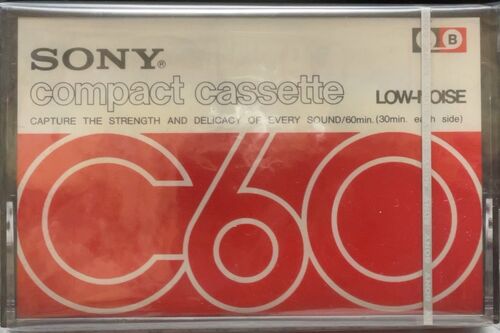 SONY®
B
compact cassette
LOW-NOISE
CAPTURE THE STRENGTH AND DELICACY OF EVERY SOUND/60min. (30min. each side)
C60